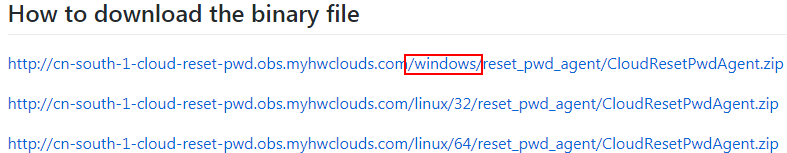 How to download the binary file
http://cn-south-1-cloud-reset-pwd.obs.myhwclouds.com/windows/reset_pwd_agent/CloudResetPwdAgent.zip
http://cn-south-1-cloud-reset-pwd.obs.myhwclouds.com/linux/32/reset_pwd_agent/CloudResetPwdAgent.zip
http://cn-south-1-cloud-reset-pwd.obs.myhwclouds.com/linux/64/reset_pwd_agent/CloudResetPwdAgent.zip